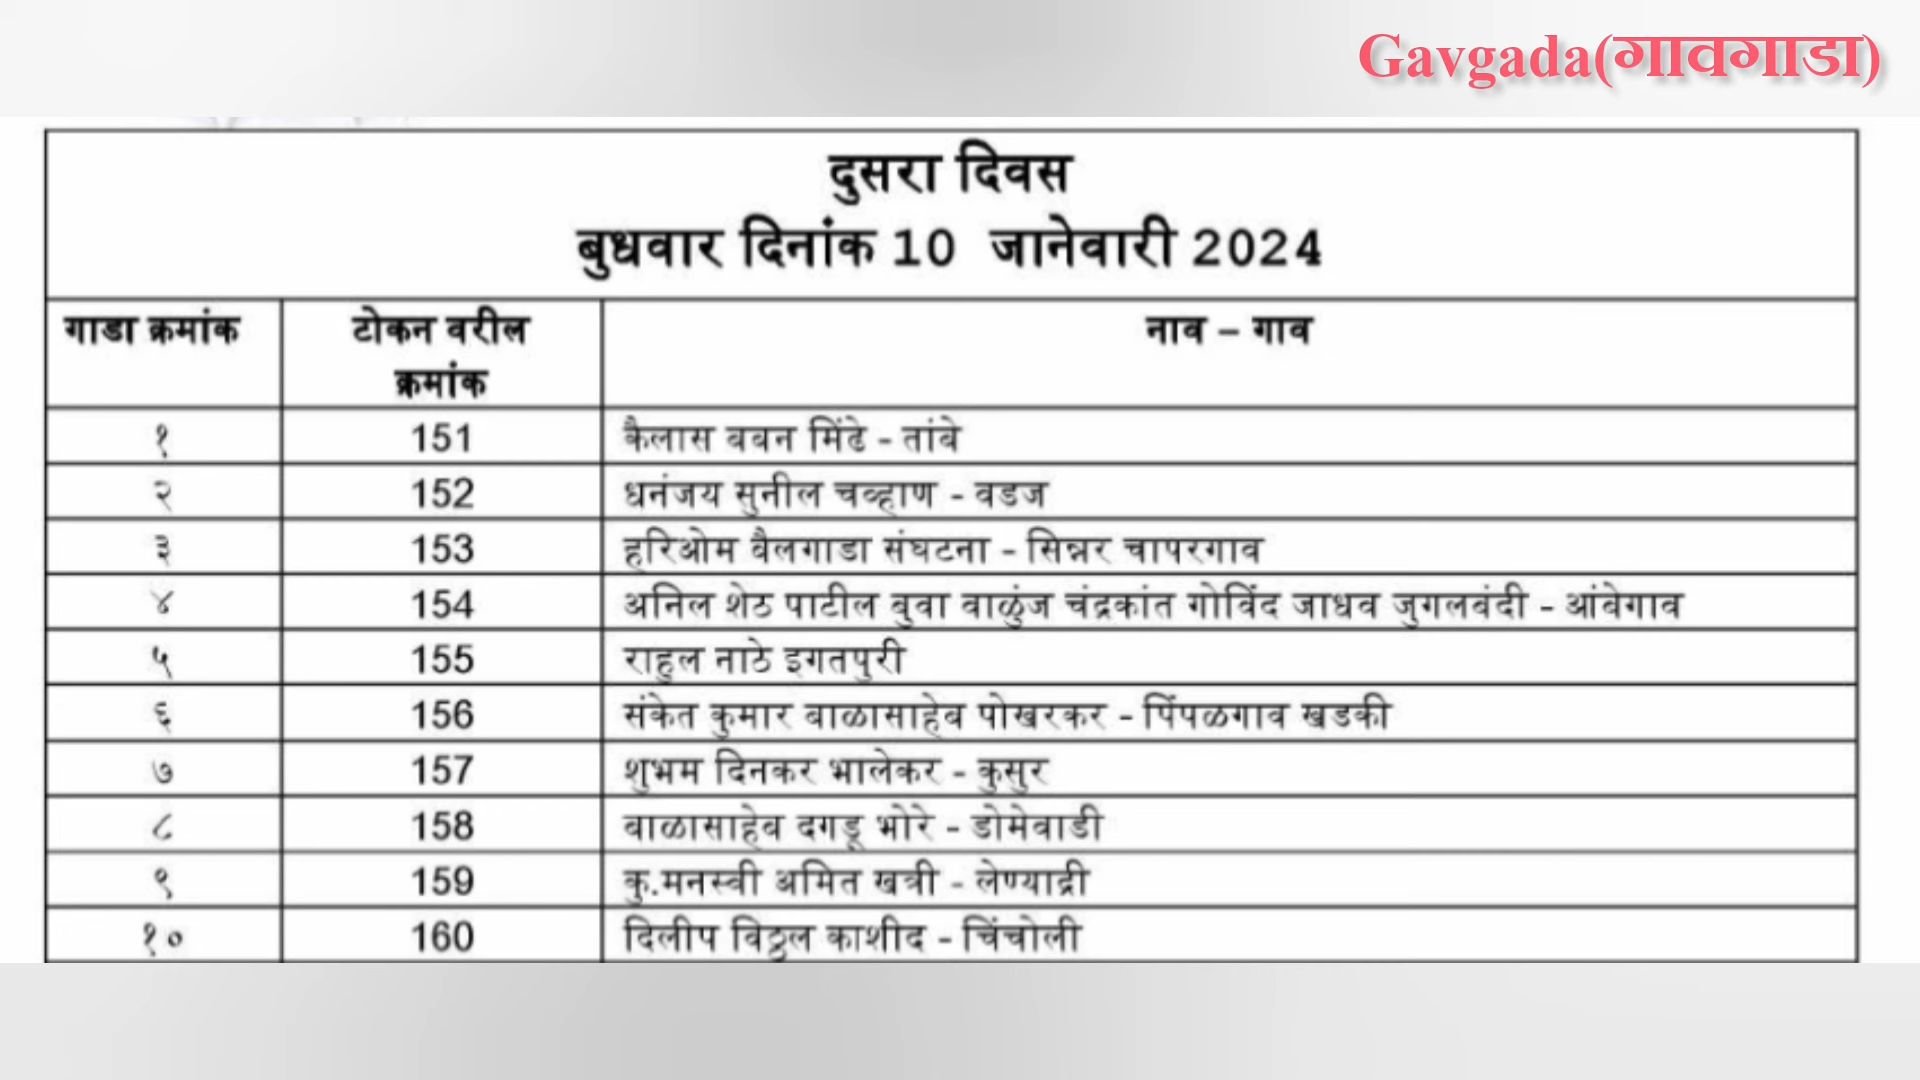 Gavgada(गावगाडा)
दुसरा दिवस
बुधवार दिनांक 10 जानेवारी 2024
गाडा क्रमांक टोकन वरील क्रमांक नाव – गाव
१ 151 कैलास बबन मिंढे - तांबे
२ 152 धनंजय सुनील चव्हाण - वडज
३ 153 हरिओम बैलगाडा संघटना - सिन्नर चापरगाव
४ 154 अनिल शेठ पाटील बुवा वाळुंज चंद्रकांत गोविंद जाधव जुगलबंदी - आंबेगाव
५ 155 राहुल नाठे इगतपुरी
६ 156 संकेत कुमार बाळासाहेब पोखरकर - पिंपळगाव खडकी
७ 157 शुभम दिनकर भालेकर - कुसुर
८ 158 बाळासाहेब दगडू भोरे - डोमेवाडी
९ 159 कु.मनस्वी अमित खत्री - लेण्याद्री
१० 160 दिलीप विठ्ठल काशीद - चिंचोली